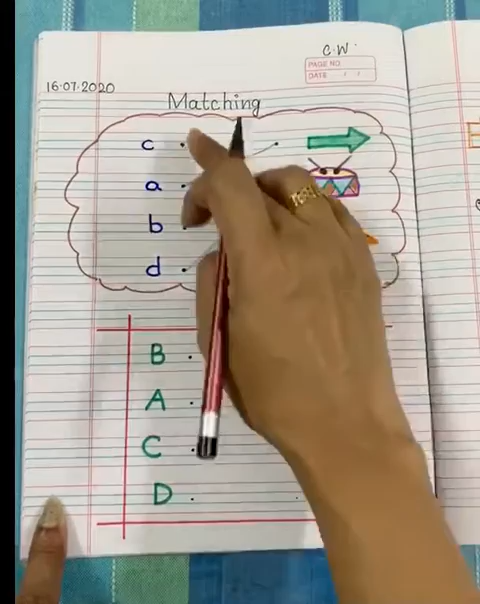 C.W.
PAGE NO.
DATE / /
16.07.2020
Matching
c
a
b
d
B
A
C
D